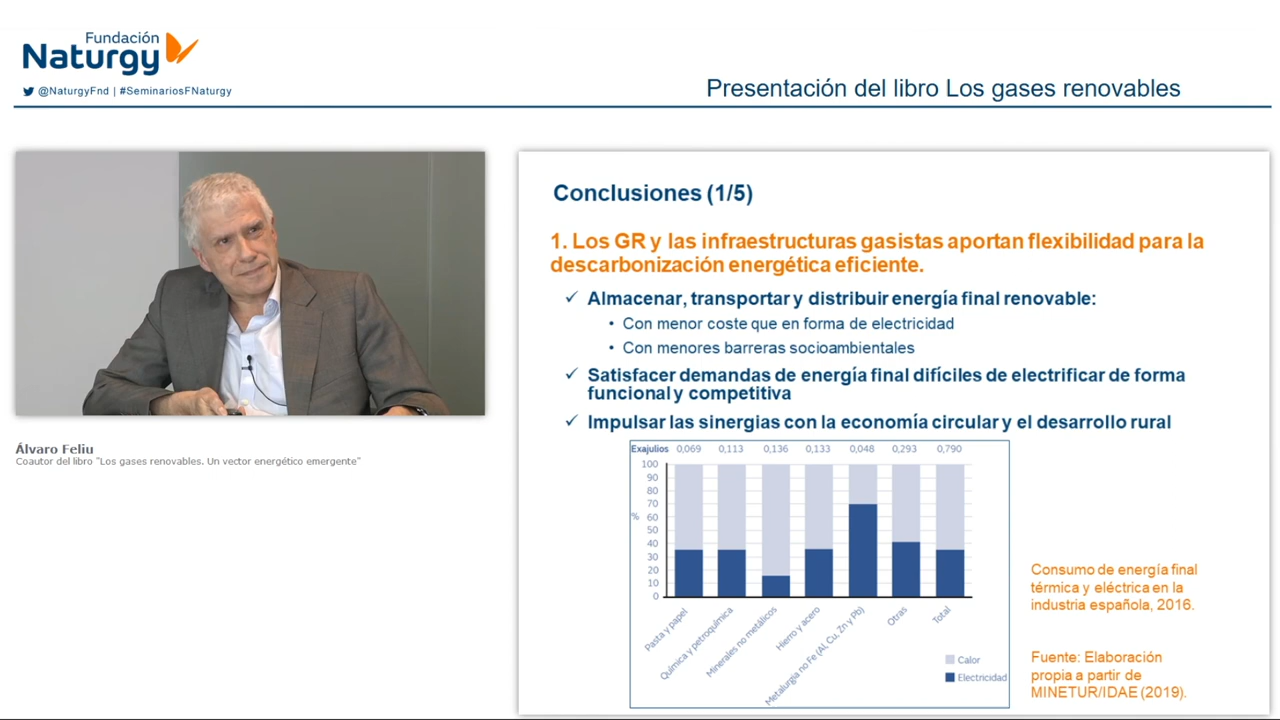 Fundación
Naturgy
@NaturgyFnd | #SeminariosFNaturgy
Presentación del libro Los gases renovables
Álvaro Feliu
Coautor del libro "Los gases renovables. Un vector energético emergente"
Conclusiones (1/5)
1. Los GR y las infraestructuras gasistas aportan flexibilidad para la
descarbonización energética eficiente.
✓ Almacenar, transportar y distribuir energía final renovable:
• Con menor coste que en forma de electricidad
• Con menores barreras socioambientales
✓ Satisfacer demandas de energía final difíciles de electrificar de forma
funcional y competitiva
✓ Impulsar las sinergias con la economía circular y el desarrollo rural
Exajulios 0,069 0,113 0,136 0,133 0,048 0,293 0,790
100
90
80
70
% 60
50
40
30
20
10
0
Pasta y papel
Química y petroquímica
Minerales no metálicos
Hierro y acero
Metalurgia no Fe (Al, Cu, Zn y Pb)
Otras
Total
Calor
Electricidad
Consumo de energía final
térmica y eléctrica en la
industria española, 2016.
Fuente: Elaboración
propia a partir de
MINETUR/IDAE (2019).